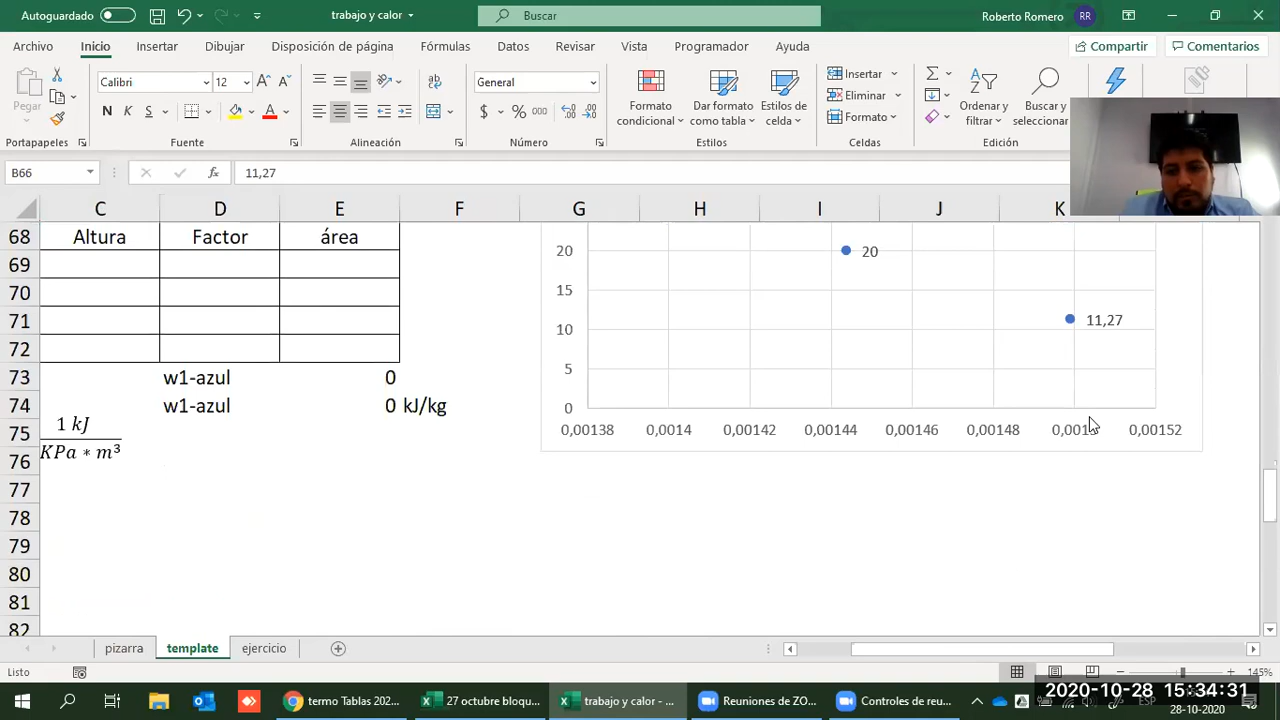 Autoguardado
trabajo y calor
Buscar
Roberto Romero
RR
Archivo Inicio Insertar Dibujar Disposición de página Fórmulas Datos Revisar Vista Programador Ayuda
Compartir Comentarios
Pegar
Calibri 12
N K S
General
$ % 000
Formato condicional
Dar formato como tabla
Estilos de celda
Insertar
Eliminar
Formato
Ordenar y filtrar
Buscar y seleccionar
Portapapeles Fuente Alineación Número Estilos Celdas Edición
B66 fx 11,27
C D E F G H I J K
68 Altura Factor área
69
70
71
72
73 w1-azul 0
74 w1-azul 0 kJ/kg
75
76
77
78
79
80
81
82
1 kJ
KPa ∗ m³
20
15
10
5
0
20
11,27
0,00138 0,0014 0,00142 0,00144 0,00146 0,00148 0,00152
pizarra template ejercicio
Listo
145%
termo Tablas 202...
27 octubre bloqu...
trabajo y calor - ...
Reuniones de ZO...
Controles de reu...
ESP
2020-10-28 15:34:31
28-10-2020